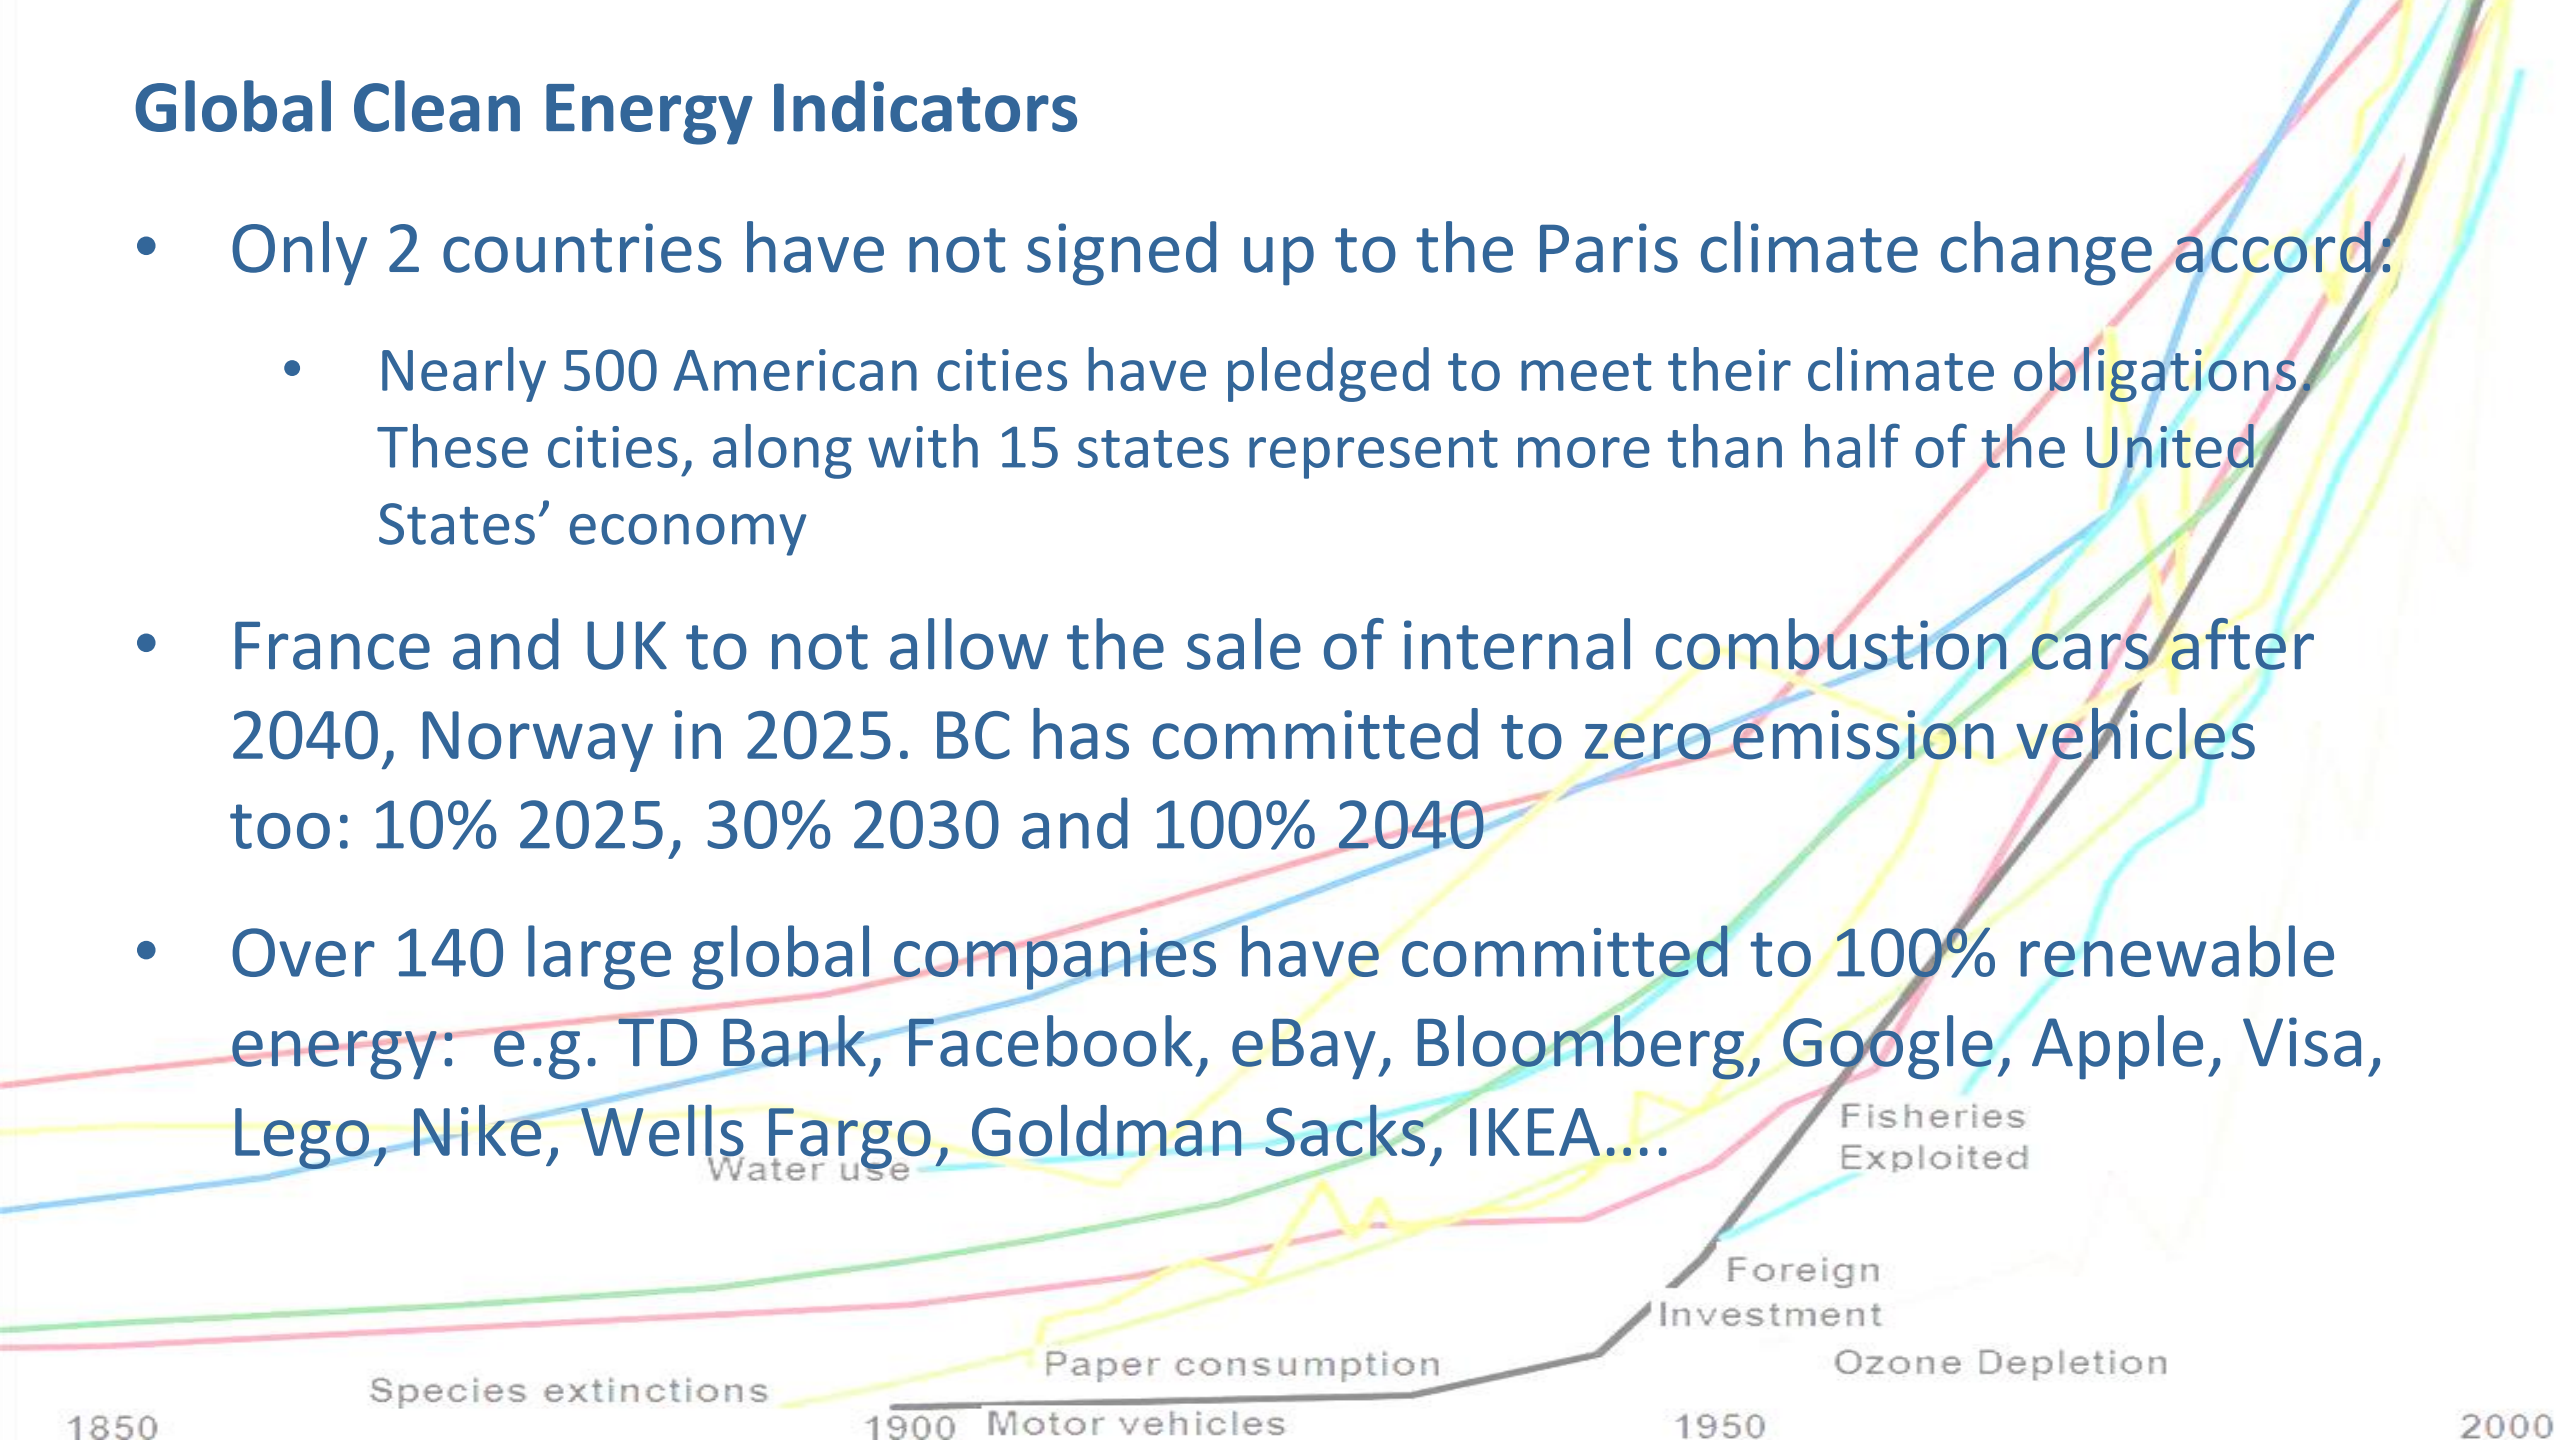 Global Clean Energy Indicators
• Only 2 countries have not signed up to the Paris climate change accord:
• Nearly 500 American cities have pledged to meet their climate obligations.
These cities, along with 15 states represent more than half of the United
States’ economy
• France and UK to not allow the sale of internal combustion cars after
2040, Norway in 2025. BC has committed to zero emission vehicles
too: 10% 2025, 30% 2030 and 100% 2040
• Over 140 large global companies have committed to 100% renewable
energy:  e.g. TD Bank, Facebook, eBay, Bloomberg, Google, Apple, Visa,
Lego, Nike, Wells Fargo, Goldman Sacks, IKEA….
Fisheries
Exploited
Water use
Foreign
Investment
Paper consumption
Ozone Depletion
Species extinctions
Motor vehicles
1850
1900
1950
2000